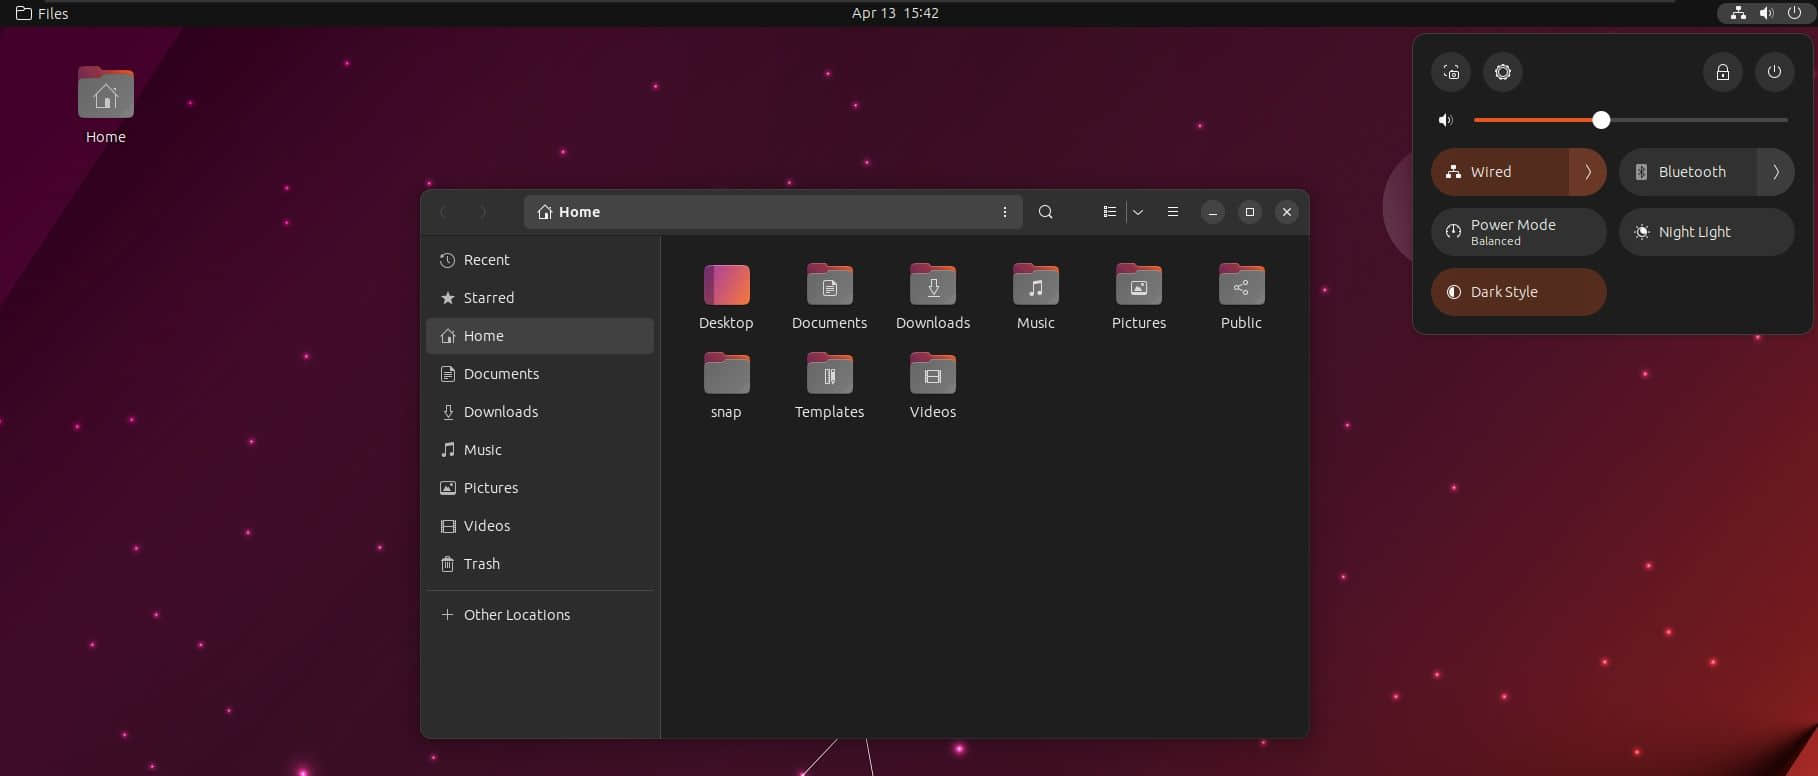 Files
Apr 13 15:42
Home
Home
Recent
Starred
Home
Documents
Downloads
Music
Pictures
Videos
Trash
Other Locations
Desktop
Documents
Downloads
Music
Pictures
Public
snap
Templates
Videos
Wired
Bluetooth
Power Mode
Balanced
Night Light
Dark Style